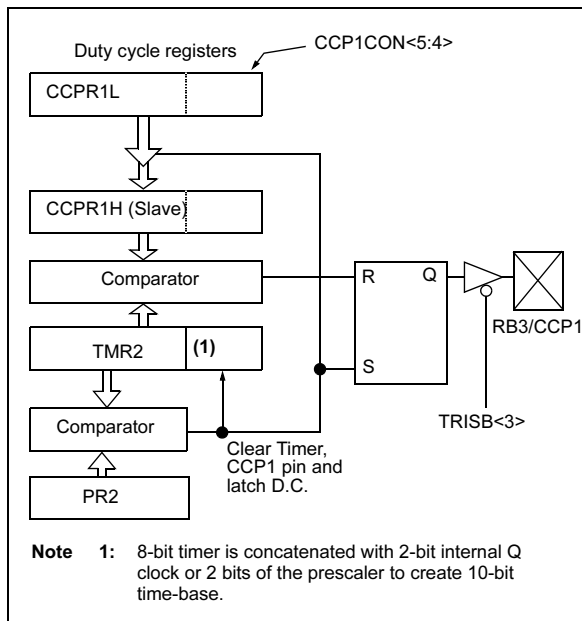 Duty cycle registers
CCP1CON<5:4>
CCPR1L
CCPR1H (Slave)
Comparator
R
Q
RB3/CCP1
TMR2
(1)
S
TRISB<3>
Comparator
Clear Timer,
CCP1 pin and
latch D.C.
PR2
Note 1: 8-bit timer is concatenated with 2-bit internal Q
clock or 2 bits of the prescaler to create 10-bit
time-base.